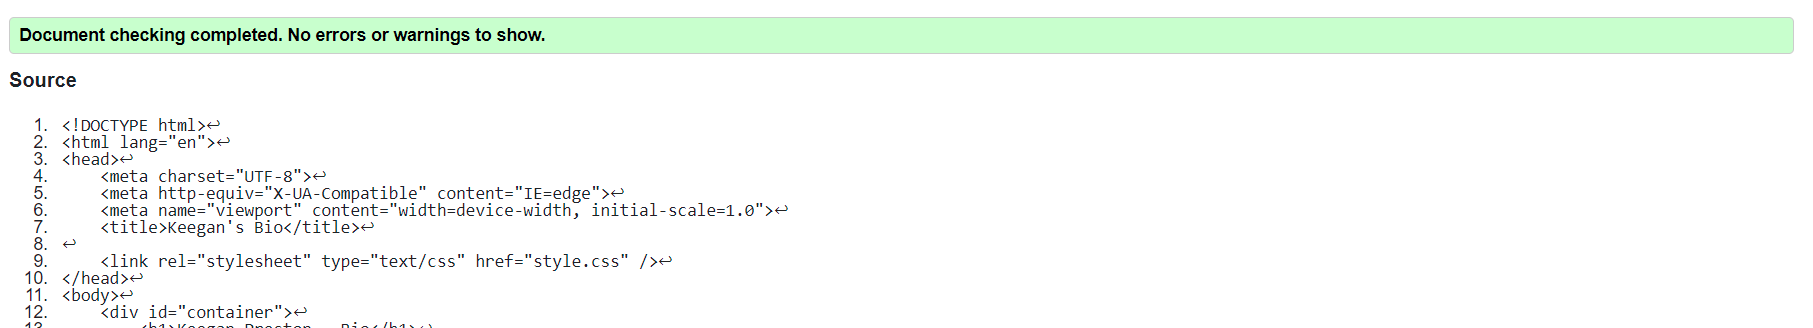 Document checking completed. No errors or warnings to show.
Source
1. <!DOCTYPE html>↩
2. <html lang="en">↩
3. <head>↩
4.     <meta charset="UTF-8">↩
5.     <meta http-equiv="X-UA-Compatible" content="IE=edge">↩
6.     <meta name="viewport" content="width=device-width, initial-scale=1.0">↩
7.     <title>Keegan's Bio</title>↩
8. ↩
9.     <link rel="stylesheet" type="text/css" href="style.css" />↩
10. </head>↩
11. <body>↩
12.     <div id="container">↩
13.         <h1>Keegan